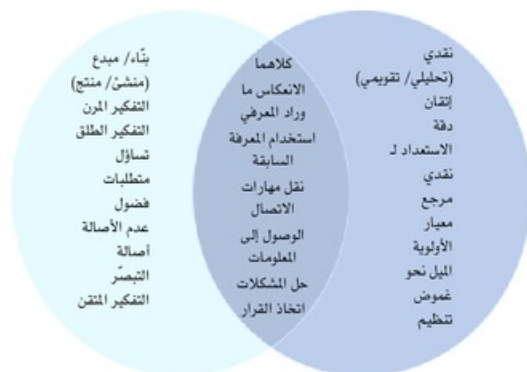 نقدي
(تحليلي/ تقويمي)
إتقان
دقة
الاستعداد لـ
نقدي
مرجع
معيار
الأولوية
الميل نحو
غموض
تنظيم
كلاهما
الانعكاس ما
وراد المعرفي
استخدام المعرفة
السابقة
نقل مهارات
الاتصال
الوصول إلى
المعلومات
حل المشكلات
اتخاذ القرار
بنّاء/ مبدع
(منشئ/ منتج)
التفكير المرن
التفكير الطلق
تساؤل
متطلبات
فضول
عدم الأصالة
أصالة
التبصّر
التفكير المتقن